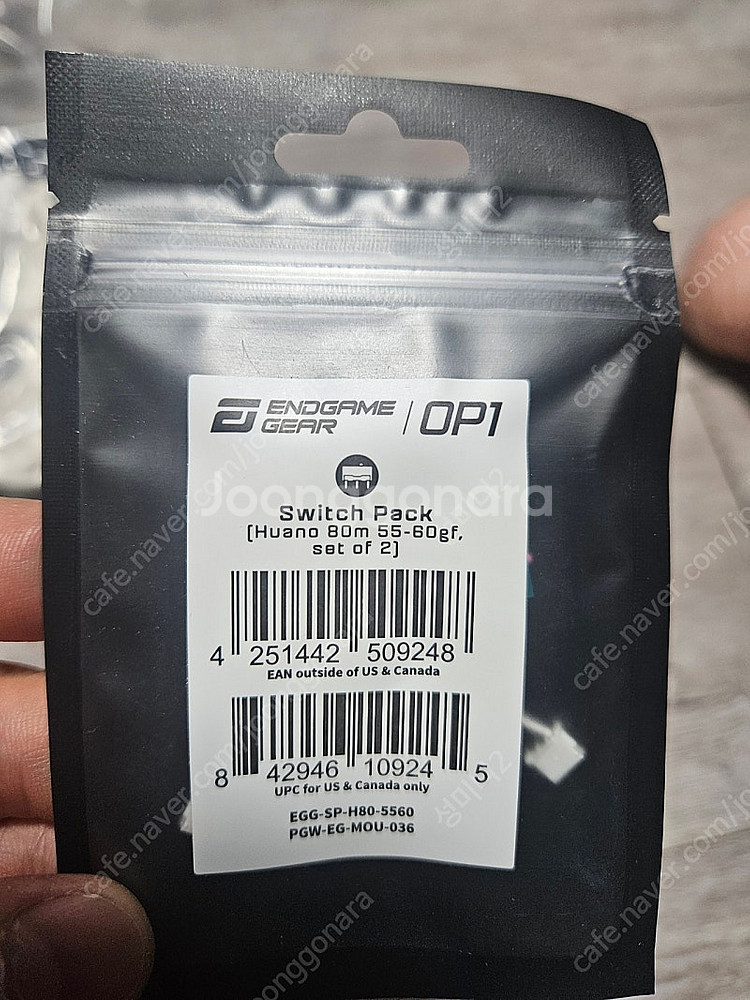 ENDGAME GEAR | OP1
Joonggonara
Switch Pack
(Huano 80m 55-60gf,
set of 2)
4 251442 509248
EAN outside of US & Canada
8 42946 10924 5
UPC for US & Canada only
EGG-SP-H80-5560
PGW-EG-MOU-036
cafe.naver.com/joonggonara